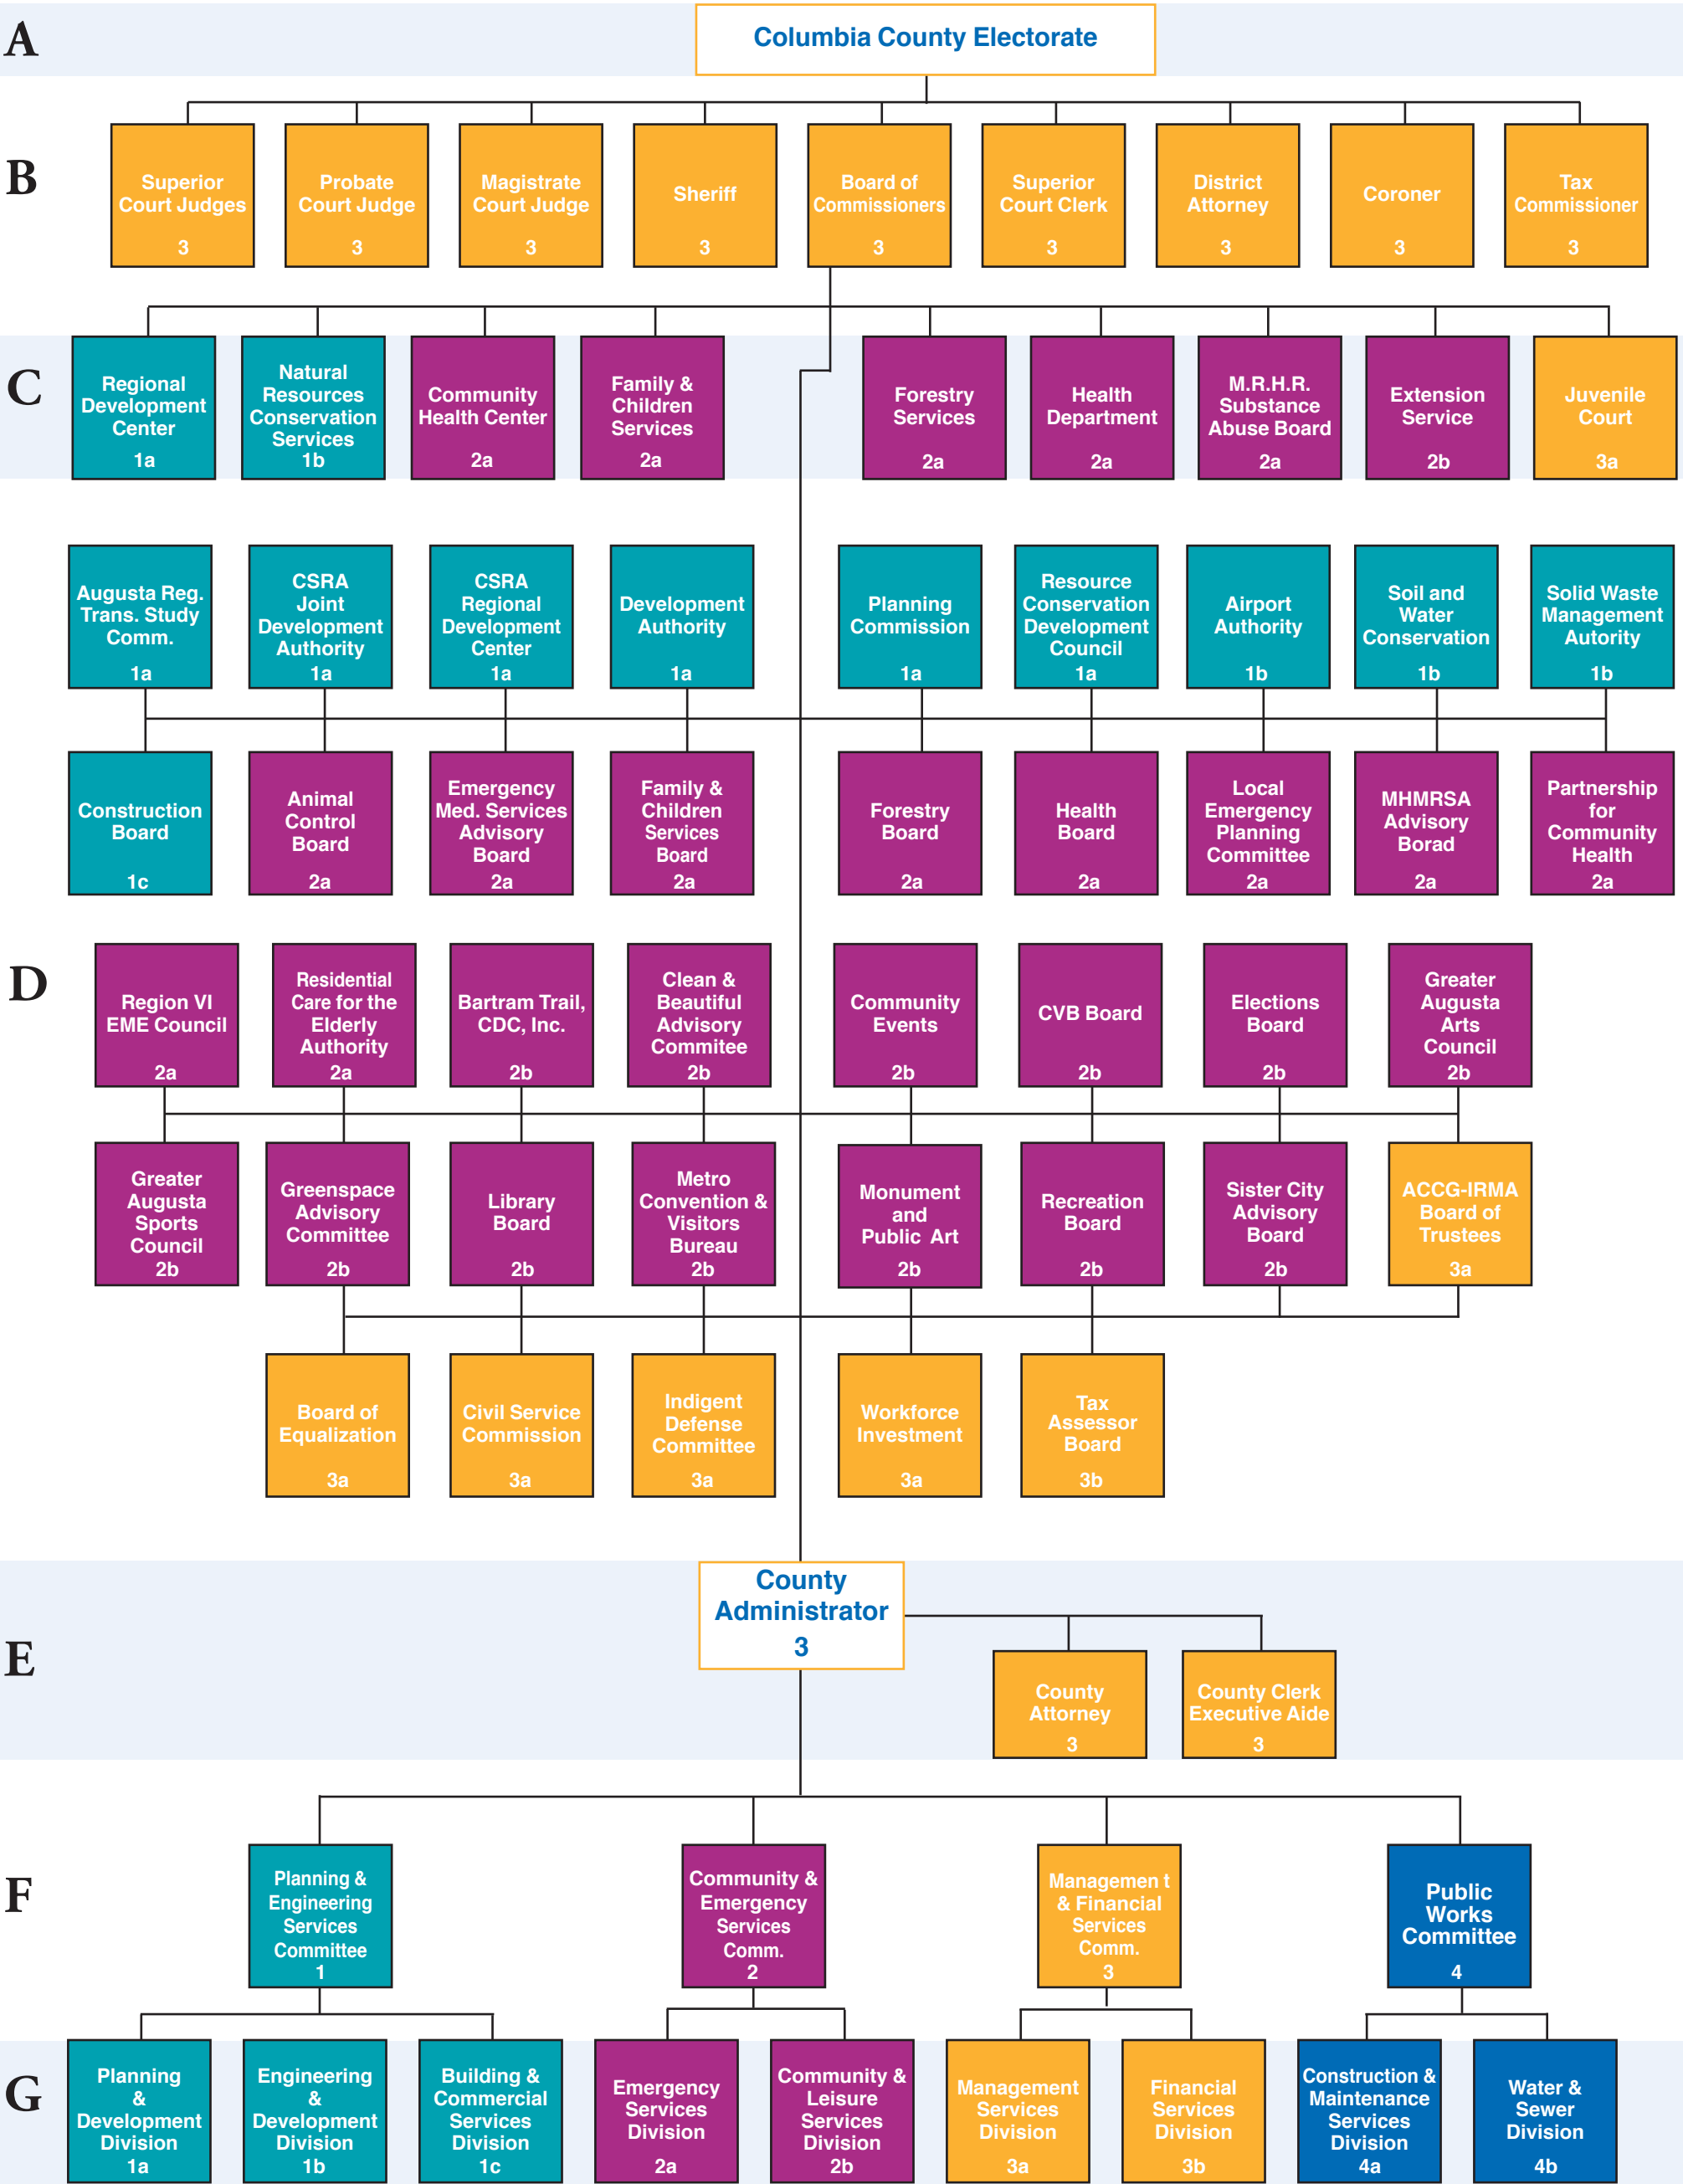 A
Columbia County Electorate
B
Superior
Court Judges
3
Probate
Court Judge
3
Magistrate
Court Judge
3
Sheriff
3
Board of
Commissioners
3
Superior
Court Clerk
3
District
Attorney
3
Coroner
3
Tax
Commissioner
3
C
Regional
Development
Center
1a
Natural
Resources
Conservation
Services
1b
Community
Health Center
2a
Family &
Children
Services
2a
Forestry
Services
2a
Health
Department
2a
M.R.H.R.
Substance
Abuse Board
2a
Extension
Service
2b
Juvenile
Court
3a
Augusta Reg.
Trans. Study
Comm.
1a
CSRA
Joint
Development
Authority
1a
CSRA
Regional
Development
Center
1a
Development
Authority
1a
Planning
Commission
1a
Resource
Conservation
Development
Council
1a
Airport
Authority
1b
Soil and
Water
Conservation
1b
Solid Waste
Management
Autority
1b
Construction
Board
1c
Animal
Control
Board
2a
Emergency
Med. Services
Advisory
Board
2a
Family &
Children
Services
Board
2a
Forestry
Board
2a
Health
Board
2a
Local
Emergency
Planning
Committee
2a
MHMRSA
Advisory
Borad
2a
Partnership
for
Community
Health
2a
D
Region VI
EME Council
2a
Residential
Care for the
Elderly
Authority
2a
Bartram Trail,
CDC, Inc.
2b
Clean &
Beautiful
Advisory
Commitee
2b
Community
Events
2b
CVB Board
2b
Elections
Board
2b
Greater
Augusta
Arts
Council
2b
Greater
Augusta
Sports
Council
2b
Greenspace
Advisory
Committee
2b
Library
Board
2b
Metro
Convention &
Visitors
Bureau
2b
Monument
and
Public Art
2b
Recreation
Board
2b
Sister City
Advisory
Board
2b
ACCG-IRMA
Board of
Trustees
3a
Board of
Equalization
3a
Civil Service
Commission
3a
Indigent
Defense
Committee
3a
Workforce
Investment
3a
Tax
Assessor
Board
3b
E
County
Administrator
3
County
Attorney
3
County Clerk
Executive Aide
3
F
Planning &
Engineering
Services
Committee
1
Community &
Emergency
Services
Comm.
2
Managemen t
& Financial
Services
Comm.
3
Public
Works
Committee
4
G
Planning
&
Development
Division
1a
Engineering
&
Development
Division
1b
Building &
Commercial
Services
Division
1c
Emergency
Services
Division
2a
Community &
Leisure
Services
Division
2b
Management
Services
Division
3a
Financial
Services
Division
3b
Construction &
Maintenance
Services
Division
4a
Water &
Sewer
Division
4b